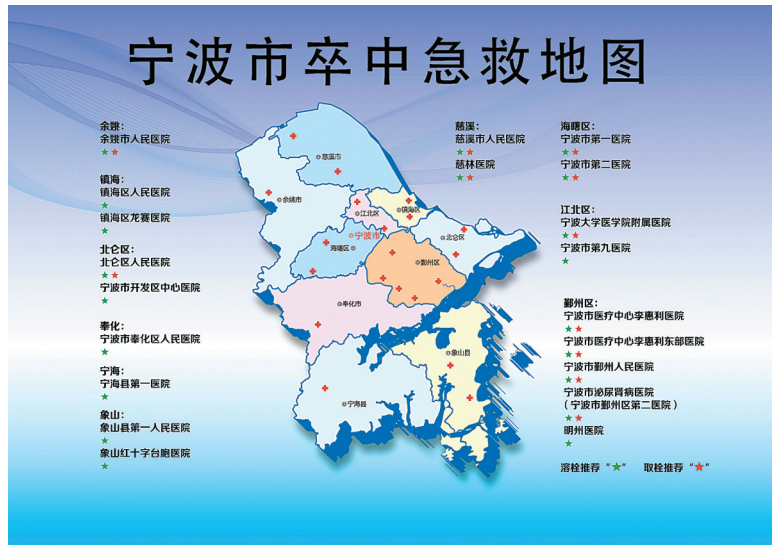 宁波市卒中急救地图
余姚：
余姚市人民医院
★★
镇海：
镇海区人民医院
★
镇海区龙赛医院
★
北仑区：
北仑区人民医院
★★
宁波市开发区中心医院
★
奉化：
宁波市奉化区人民医院
★
宁海：
宁海县第一医院
★
象山：
象山县第一人民医院
★
象山红十字台胞医院
★
慈溪市
余姚市
江北区
镇海区
宁波市
海曙区
北仑区
鄞州区
奉化市
象山县
宁海县
慈溪：
慈溪市人民医院
★★
慈林医院
★★
海曙区：
宁波市第一医院
★★
宁波市第二医院
★★
江北区：
宁波大学医学院附属医院
★★
宁波市第九医院
★
鄞州区：
宁波市医疗中心李惠利医院
★★
宁波市医疗中心李惠利东部医院
★★
宁波市鄞州人民医院
★★
宁波市泌尿肾病医院
（宁波市鄞州区第二医院）
★★
明州医院
★
溶栓推荐“★” 取栓推荐“★”